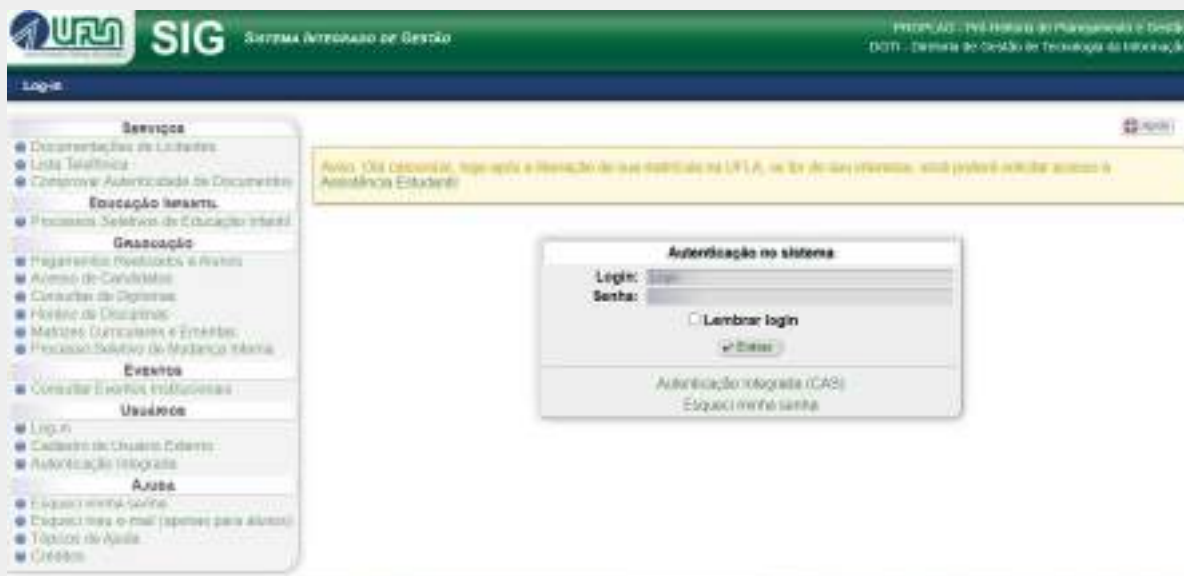 UFLA
SIG Sistema Integrado de Gestão
PROPLAG - Pró-Reitoria de Planejamento e Gestão
DGTI - Diretoria de Gestão de Tecnologia da Informação
Log-in
Serviços
Documentações de Licitantes
Lista Telefônica
Comprovar Autenticidade de Documentos
Educação Infantil
Processos Seletivos de Educação Infantil
Graduação
Pagamentos Realizados a Alunos
Acesso de Candidatos
Consultar de Diplomas
Horário de Disciplinas
Matrizes Curriculares e Ementas
Processo Seletivo de Mudança Interna
Eventos
Consultar Eventos Institucionais
Usuários
Log-in
Cadastro de Usuário Externo
Autenticação Integrada
Ajuda
Esqueci minha senha
Esqueci meu e-mail (apenas para alunos)
Tópicos de Ajuda
Créditos
Ajuda
Aviso: Olá calouro(a), logo após a liberação de sua matrícula na UFLA, se for de seu interesse, você poderá solicitar acesso à
Assistência Estudantil
Autenticação no sistema
Login: Login
Senha:
Lembrar login
Entrar
Autenticação Integrada (CAS)
Esqueci minha senha